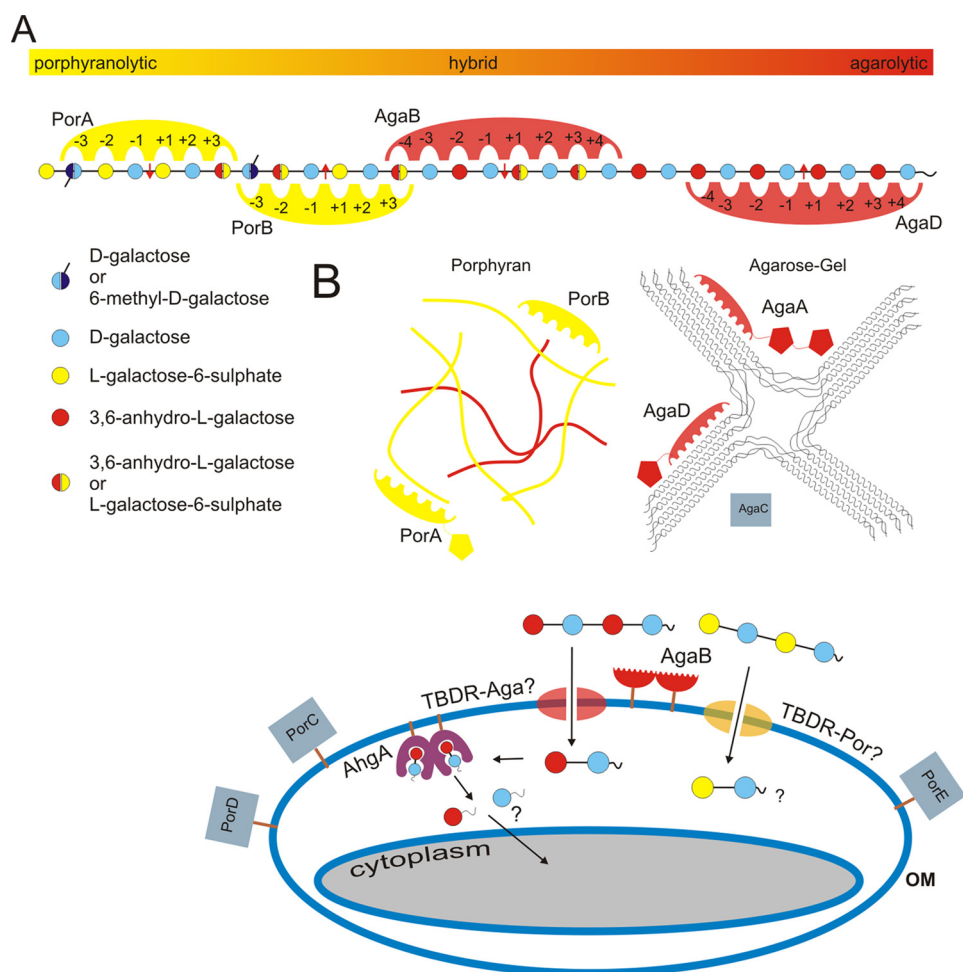 A
porphyranolytic hybrid agarolytic
PorA
-3 -2 -1 +1 +2 +3
AgaB
-4 -3 -2 -1 +1 +2 +3 +4
-3 -2 -1 +1 +2 +3
PorB
-4 -3 -2 -1 +1 +2 +3 +4
AgaD
D-galactose
or
6-methyl-D-galactose
D-galactose
L-galactose-6-sulphate
3,6-anhydro-L-galactose
3,6-anhydro-L-galactose
or
L-galactose-6-sulphate
B
Porphyran
PorB
PorA
Agarose-Gel
AgaA
AgaD
AgaC
AgaB
TBDR-Aga?
TBDR-Por?
PorC
AhgA
PorD
PorE
?
?
cytoplasm
OM